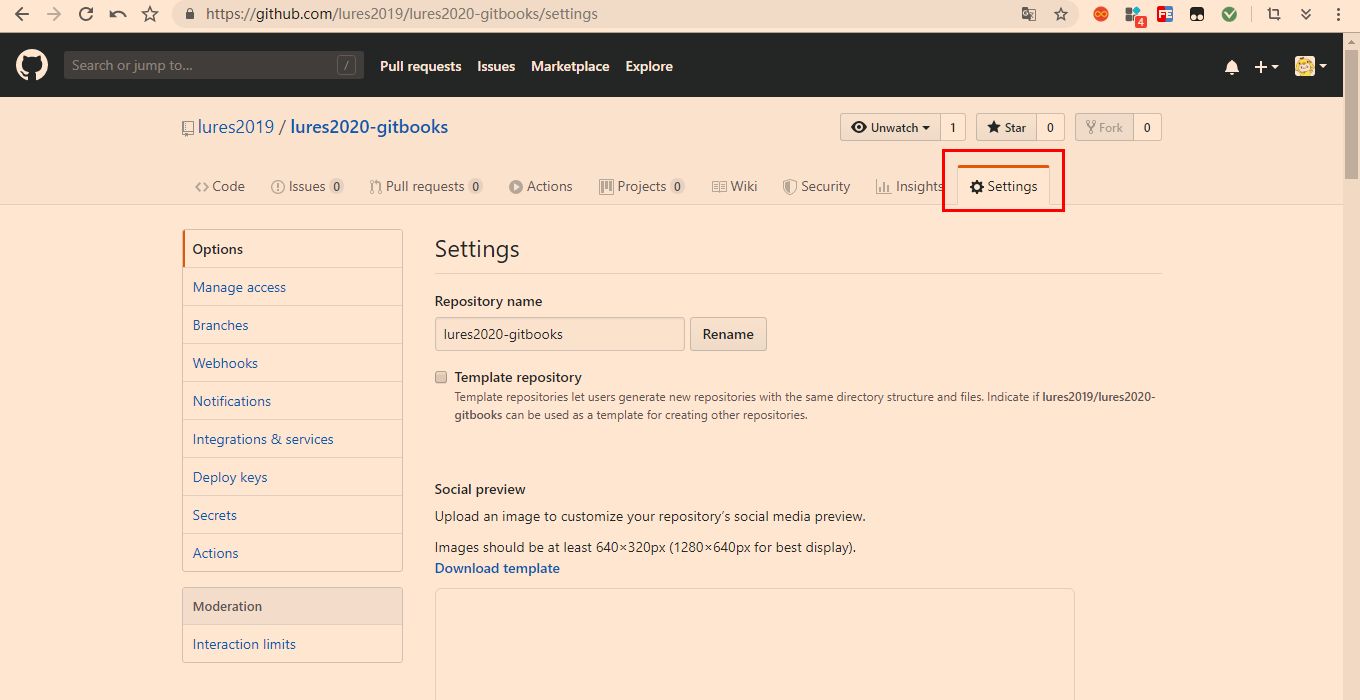 https://github.com/lures2019/lures2020-gitbooks/settings
4
FE
Search or jump to... /
Pull requests Issues Marketplace Explore
lures2019 / lures2020-gitbooks
Unwatch 1 Star 0 Fork 0
Code Issues 0 Pull requests 0 Actions Projects 0 Wiki Security Insights Settings
Options
Manage access
Branches
Webhooks
Notifications
Integrations & services
Deploy keys
Secrets
Actions
Moderation
Interaction limits
Settings
Repository name
lures2020-gitbooks Rename
Template repository
Template repositories let users generate new repositories with the same directory structure and files. Indicate if lures2019/lures2020-
gitbooks can be used as a template for creating other repositories.
Social preview
Upload an image to customize your repository’s social media preview.
Images should be at least 640×320px (1280×640px for best display).
Download template